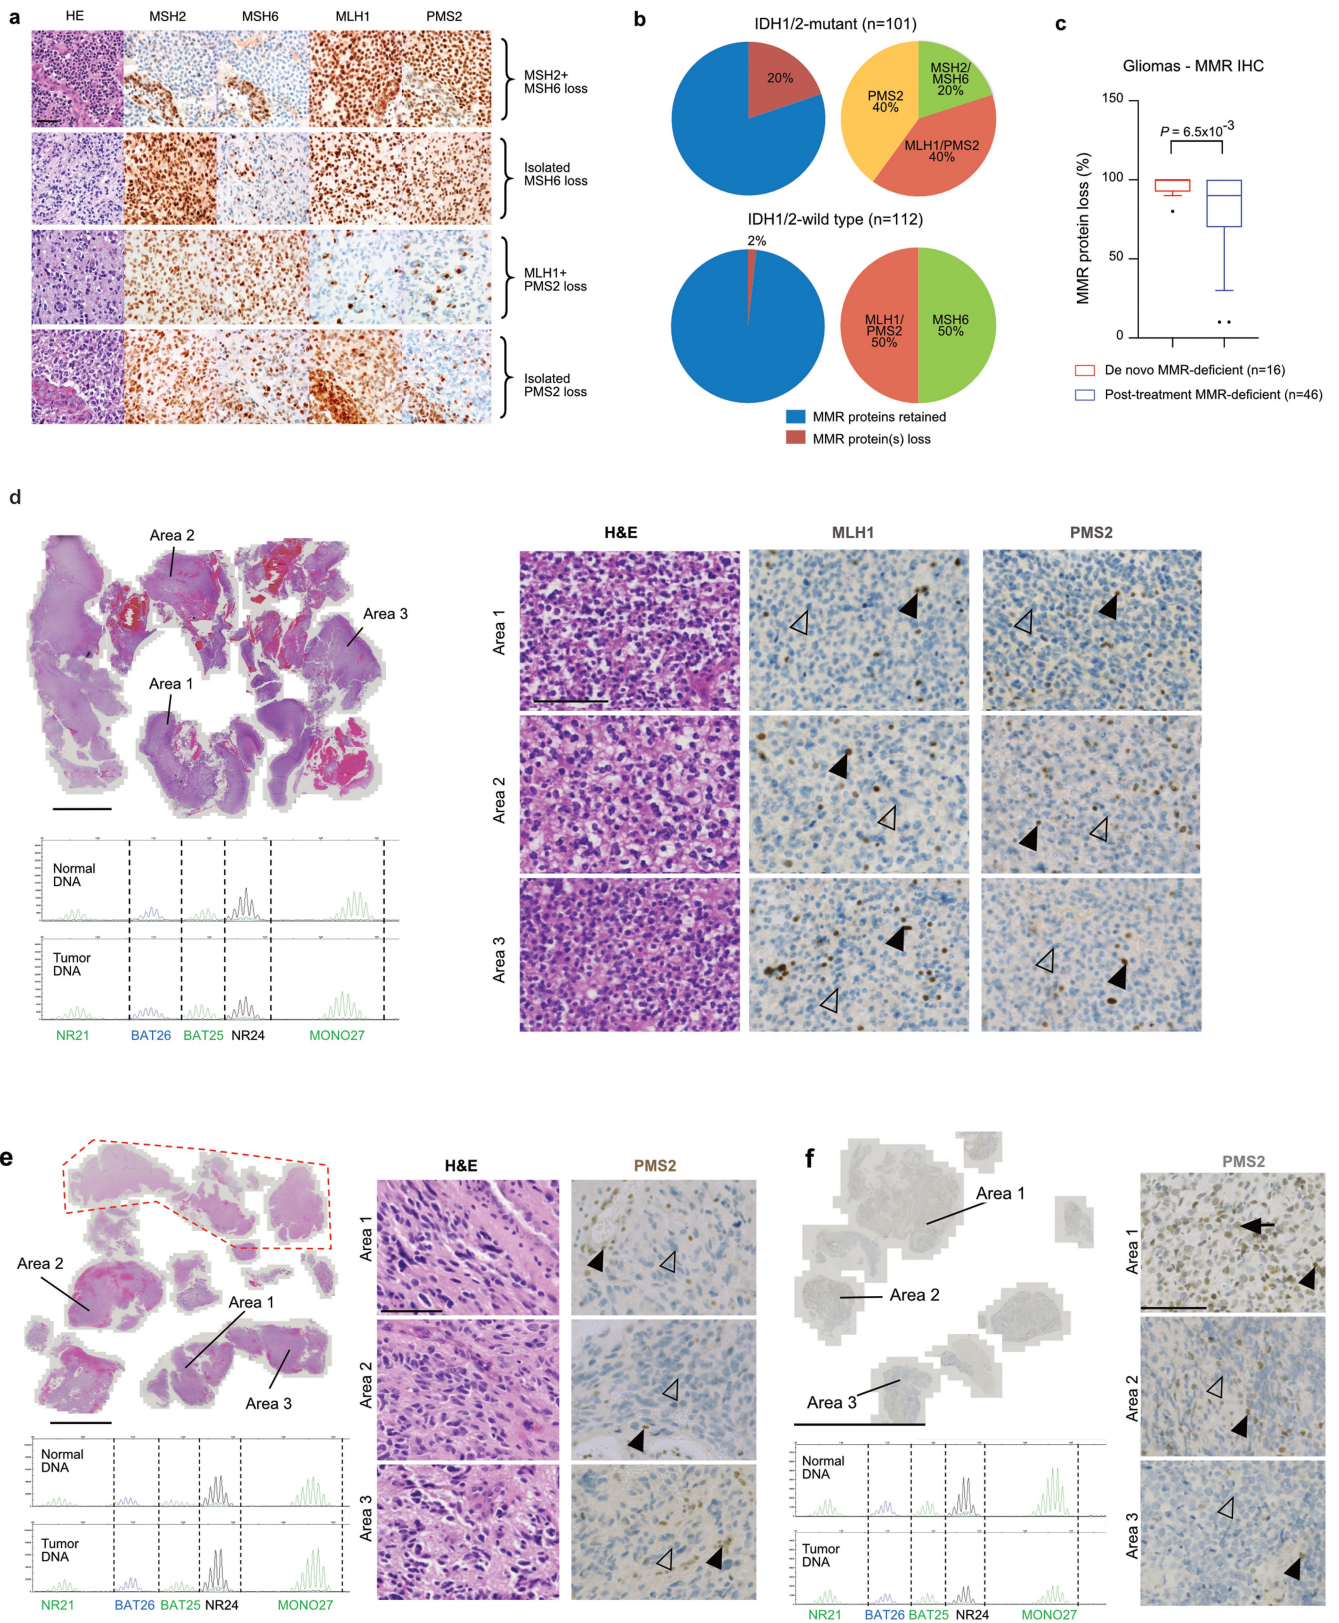 a
HE
MSH2
MSH6
MLH1
PMS2
MSH2+
MSH6 loss
Isolated
MSH6 loss
MLH1+
PMS2 loss
Isolated
PMS2 loss
b
IDH1/2-mutant (n=101)
20%
MSH2/
MSH6
20%
PMS2
40%
MLH1/PMS2
40%
IDH1/2-wild type (n=112)
2%
MLH1/
PMS2
50%
MSH6
50%
MMR proteins retained
MMR protein(s) loss
c
Gliomas - MMR IHC
MMR protein loss (%)
150
100
50
0
P = 6.5x10-3
De novo MMR-deficient (n=16)
Post-treatment MMR-deficient (n=46)
d
Area 2
Area 3
Area 1
Normal
DNA
Tumor
DNA
NR21
BAT26
BAT25
NR24
MONO27
H&E
MLH1
PMS2
Area 1
Area 2
Area 3
e
Area 2
Area 1
Area 3
Normal
DNA
Tumor
DNA
NR21
BAT26
BAT25
NR24
MONO27
H&E
PMS2
Area 1
Area 2
Area 3
f
Area 1
Area 2
Area 3
Normal
DNA
Tumor
DNA
NR21
BAT26
BAT25
NR24
MONO27
PMS2
Area 1
Area 2
Area 3